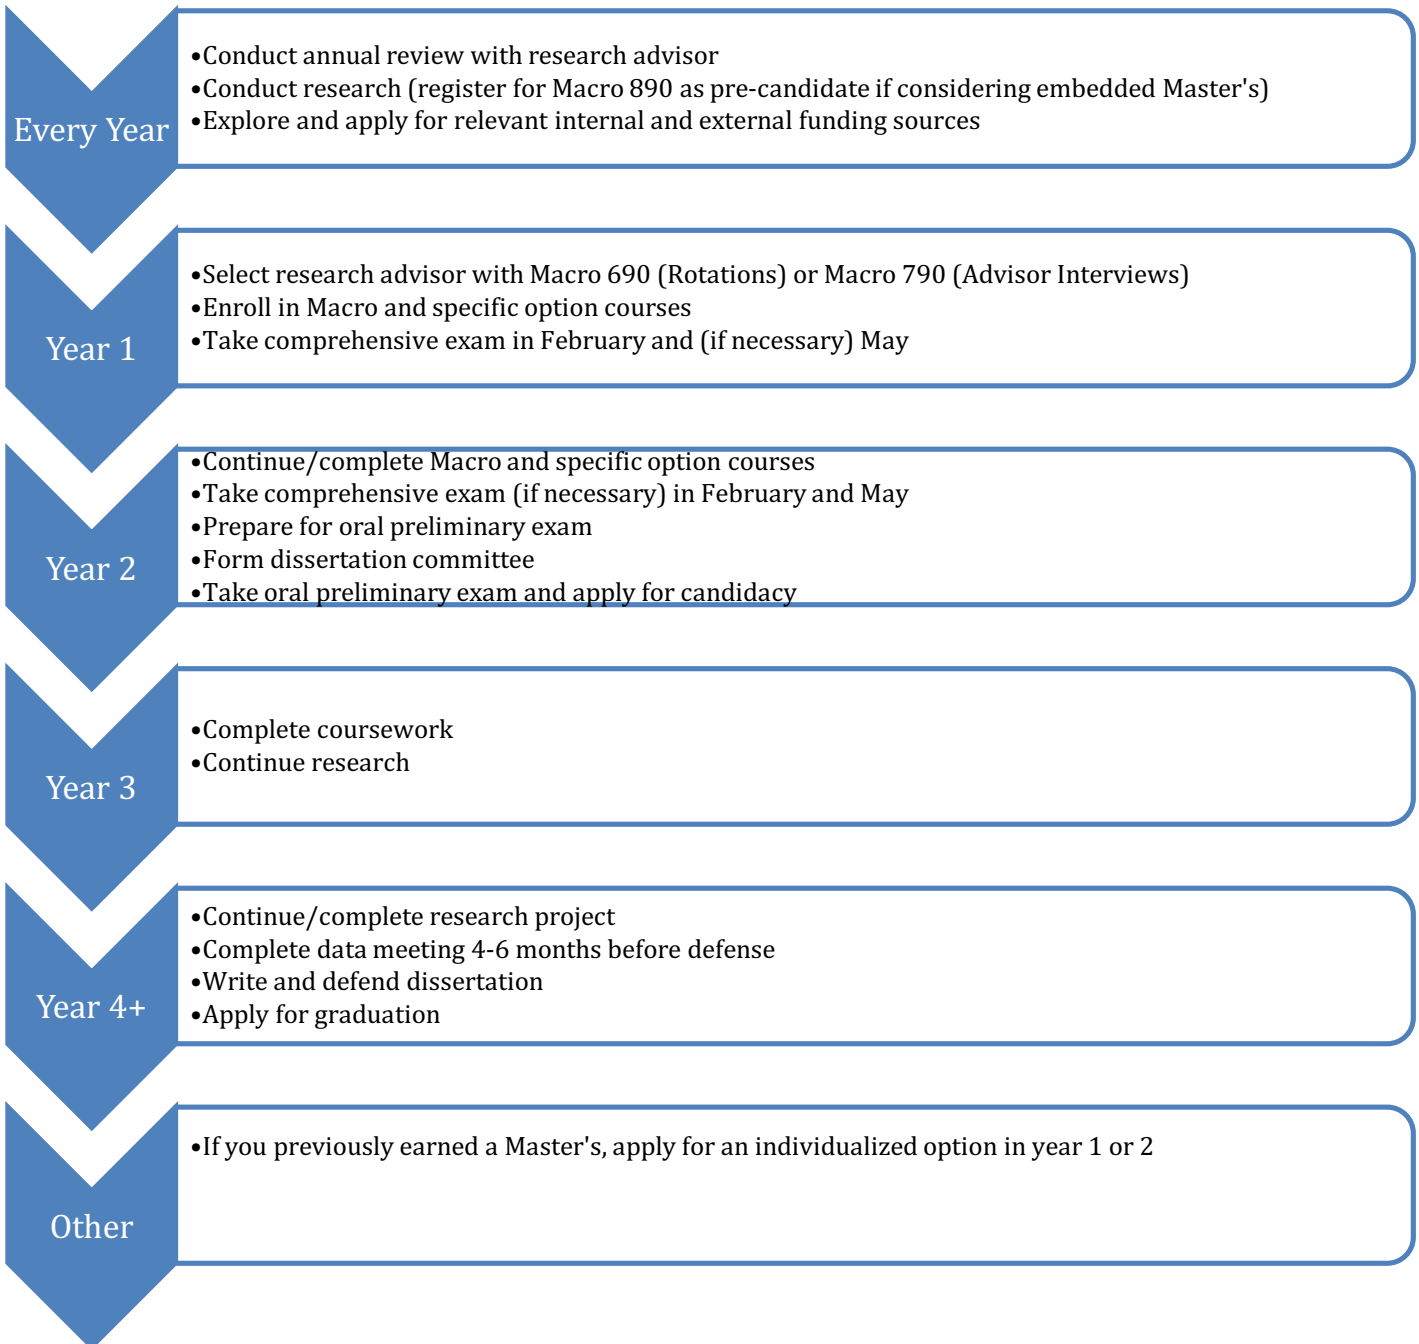 Every Year
•Conduct annual review with research advisor
•Conduct research (register for Macro 890 as pre-candidate if considering embedded Master's)
•Explore and apply for relevant internal and external funding sources
Year 1
•Select research advisor with Macro 690 (Rotations) or Macro 790 (Advisor Interviews)
•Enroll in Macro and specific option courses
•Take comprehensive exam in February and (if necessary) May
Year 2
•Continue/complete Macro and specific option courses
•Take comprehensive exam (if necessary) in February and May
•Prepare for oral preliminary exam
•Form dissertation committee
•Take oral preliminary exam and apply for candidacy
Year 3
•Complete coursework
•Continue research
Year 4+
•Continue/complete research project
•Complete data meeting 4-6 months before defense
•Write and defend dissertation
•Apply for graduation
Other
•If you previously earned a Master's, apply for an individualized option in year 1 or 2